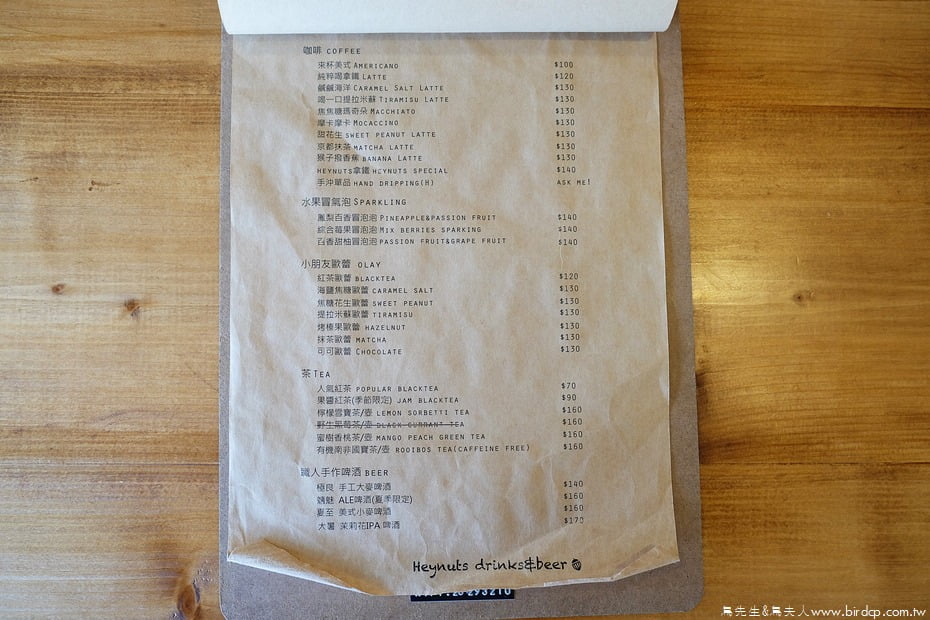 咖啡 COFFEE
來杯美式 AMERICANO $100
純粹喝拿鐵 LATTE $120
鹹鹹海洋 CARAMEL SALT LATTE $130
喝一口提拉米蘇 TIRAMISU LATTE $130
焦焦糖瑪奇朵 MACCHIATO $130
摩卡摩卡 MOCACCINO $130
甜花生 SWEET PEANUT LATTE $130
京都抹茶 MATCHA LATTE $130
猴子撥香蕉 BANANA LATTE $130
HEYNUTS拿鐵 HEYNUTS SPECIAL $140
手沖單品 HAND DRIPPING(H) ASK ME!
水果冒氣泡 SPARKLING
鳳梨百香冒泡泡 PINEAPPLE&PASSION FRUIT $140
綜合莓果冒泡泡 MIX BERRIES SPARKING $140
百香甜柚冒泡泡 PASSION FRUIT&GRAPE FRUIT $140
小朋友歐蕾 OLAY
紅茶歐蕾 BLACKTEA $120
海鹽焦糖歐蕾 CARAMEL SALT $130
焦糖花生歐蕾 SWEET PEANUT $130
提拉米蘇歐蕾 TIRAMISU $130
烤榛果歐蕾 HAZELNUT $130
抹茶歐蕾 MATCHA $130
可可歐蕾 CHOCOLATE $130
茶 TEA
人氣紅茶 POPULAR BLACKTEA $70
果醬紅茶(季節限定) JAM BLACKTEA $90
檸檬雪寶茶/壺 LEMON SORBETTI TEA $160
野生黑莓茶/壺 BLACK CURRANT TEA $160
蜜樹香桃茶/壺 MANGO PEACH GREEN TEA $160
有機南非國寶茶/壺 ROOIBOS TEA(CAFFEINE FREE) $160
職人手作啤酒 BEER
極良 手工大麥啤酒 $140
魅 ALE啤酒(夏季限定) $160
夏至 美式小麥啤酒 $160
大暑 茉莉花IPA 啤酒 $170
Heynuts drinks&beer
鳥先生&鳥夫人www.birdqp.com.tw